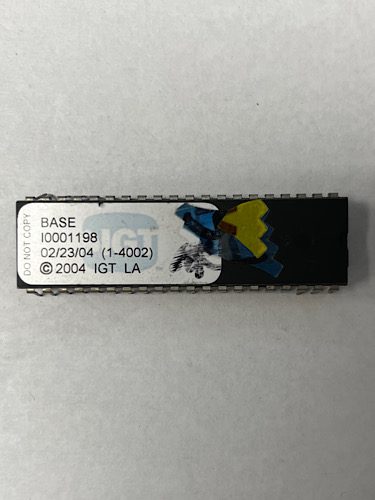 DO NOT COPY
BASE
I0001198
02/23/04 (1-4002)
© 2004 IGT LA
IGT